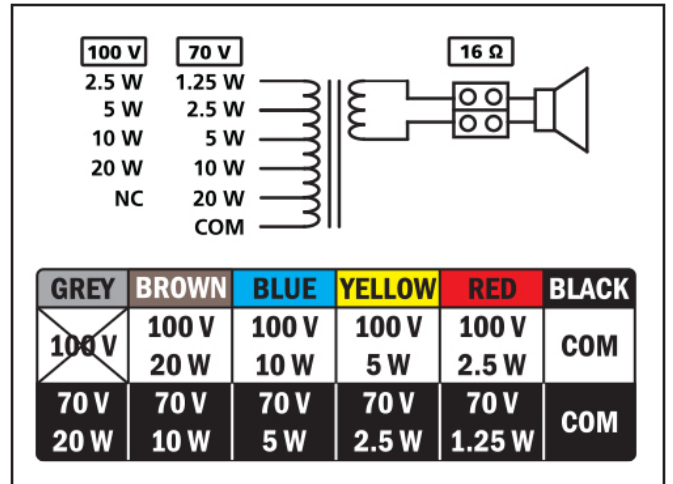 100 V 70 V 16 Ω
2.5 W 1.25 W
5 W 2.5 W
10 W 5 W
20 W 10 W
NC 20 W
COM
GREY BROWN BLUE YELLOW RED BLACK
100 V 100 V 100 V 100 V 100 V COM
20 W 10 W 5 W 2.5 W
70 V 70 V 70 V 70 V 70 V COM
20 W 10 W 5 W 2.5 W 1.25 W